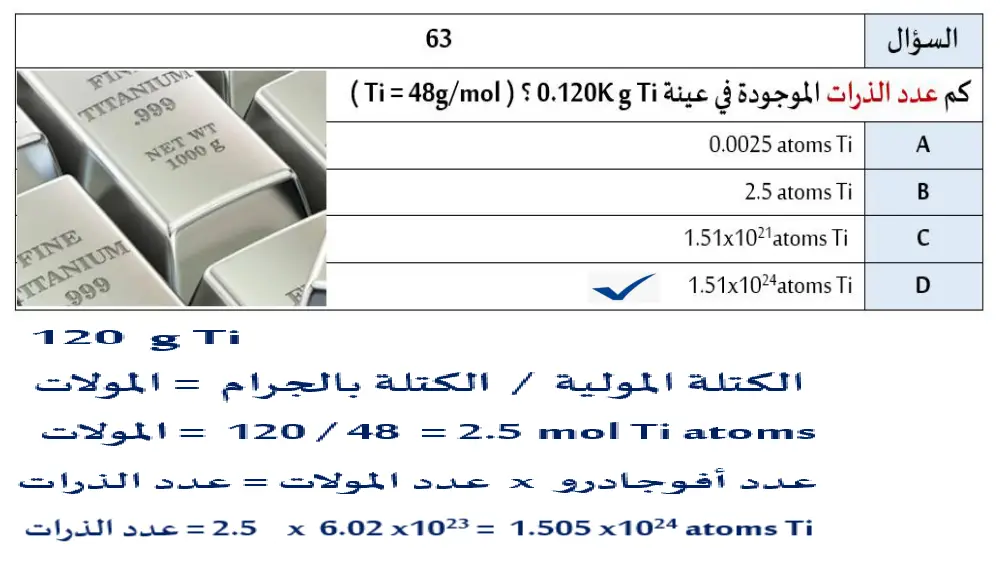 السؤال 63
كم عدد الذرات الموجودة في عينة 0.120K g Ti ؟ ( Ti = 48g/mol )
A 0.0025 atoms Ti
B 2.5 atoms Ti
C 1.51x10²¹atoms Ti
D 1.51x10²⁴atoms Ti
FINE
TITANIUM
.999
NET WT
1000 g
FINE
TITANIUM
.999
120 g Ti
المولات = الكتلة بالجرام / الكتلة المولية
المولات = 120 / 48 = 2.5 mol Ti atoms
عدد الذرات = عدد المولات x عدد أفوجادرو
عدد الذرات = 2.5 x 6.02 x10²³ = 1.505 x10²⁴ atoms Ti